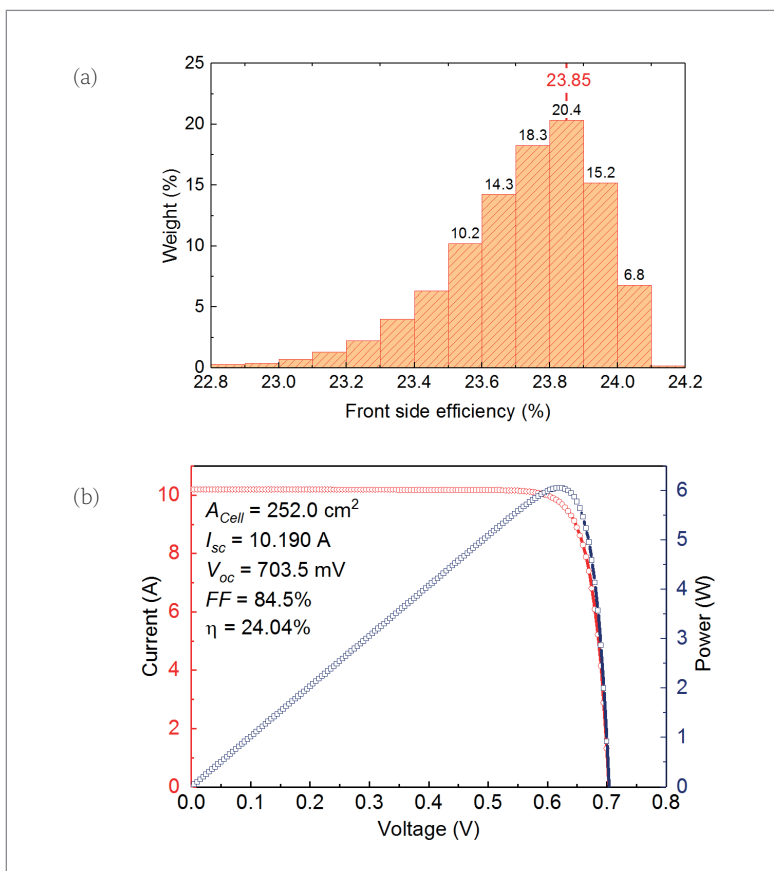 (a)
25
20
15
10
5
0
Weight (%)
23.85
20.4
18.3
15.2
14.3
10.2
6.8
22.8 23.0 23.2 23.4 23.6 23.8 24.0 24.2
Front side efficiency (%)
(b)
10
8
6
4
2
0
Current (A)
A_Cell = 252.0 cm²
I_sc = 10.190 A
V_oc = 703.5 mV
FF = 84.5%
η = 24.04%
6
5
4
3
2
1
0
Power (W)
0.0 0.1 0.2 0.3 0.4 0.5 0.6 0.7 0.8
Voltage (V)